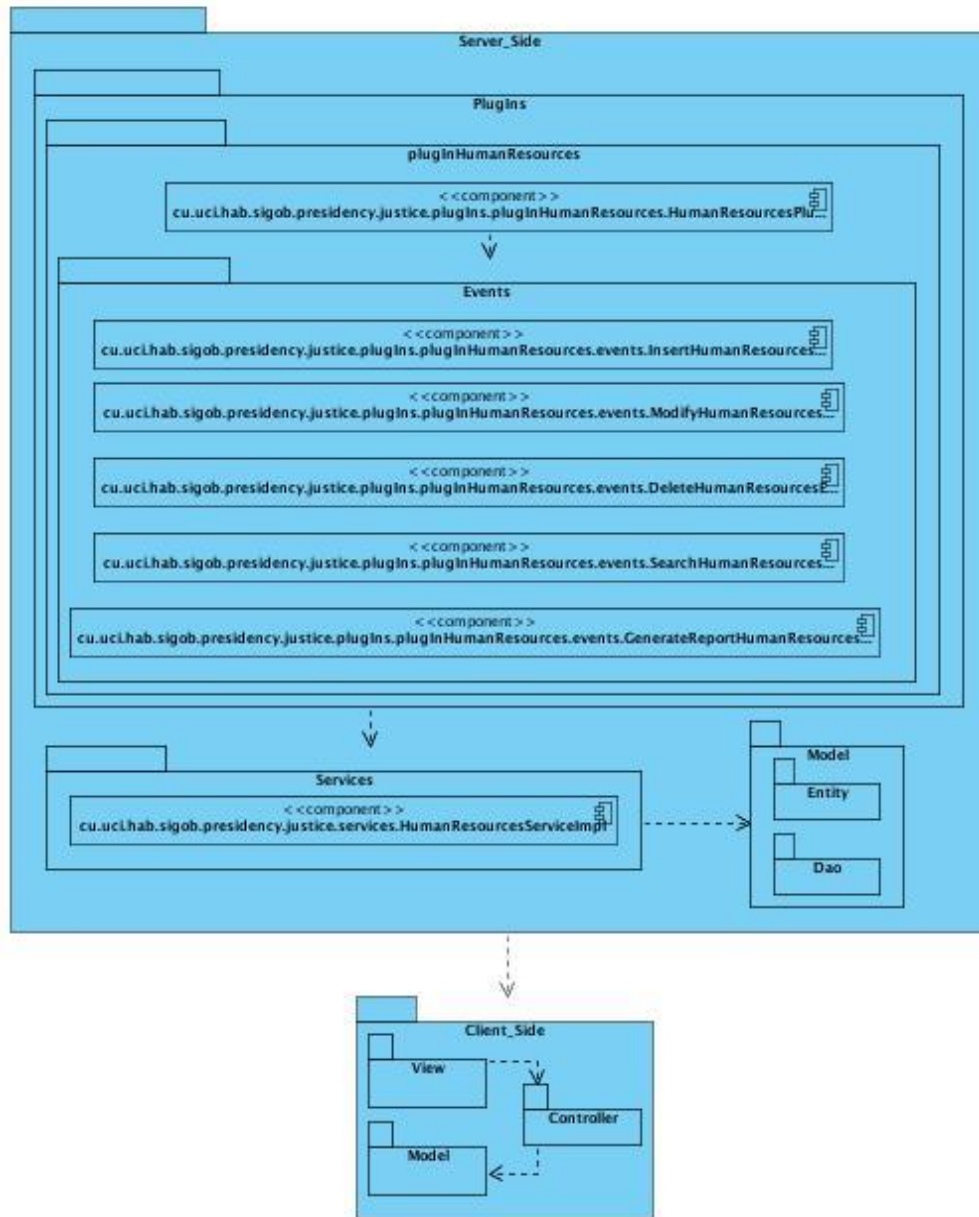 Server_Side
PlugIns
plugInHumanResources
<<component>>
cu.uci.hab.sigob.presidency.justice.plugIns.plugInHumanResources.HumanResourcesPlu...
Events
<<component>>
cu.uci.hab.sigob.presidency.justice.plugIns.plugInHumanResources.events.InsertHumanResources...
<<component>>
cu.uci.hab.sigob.presidency.justice.plugIns.plugInHumanResources.events.ModifyHumanResources...
<<component>>
cu.uci.hab.sigob.presidency.justice.plugIns.plugInHumanResources.events.DeleteHumanResourcesE...
<<component>>
cu.uci.hab.sigob.presidency.justice.plugIns.plugInHumanResources.events.SearchHumanResources...
<<component>>
cu.uci.hab.sigob.presidency.justice.plugIns.plugInHumanResources.events.GenerateReportHumanResources...
Services
<<component>>
cu.uci.hab.sigob.presidency.justice.services.HumanResourcesServiceImpl
Model
Entity
Dao
Client_Side
View
Controller
Model